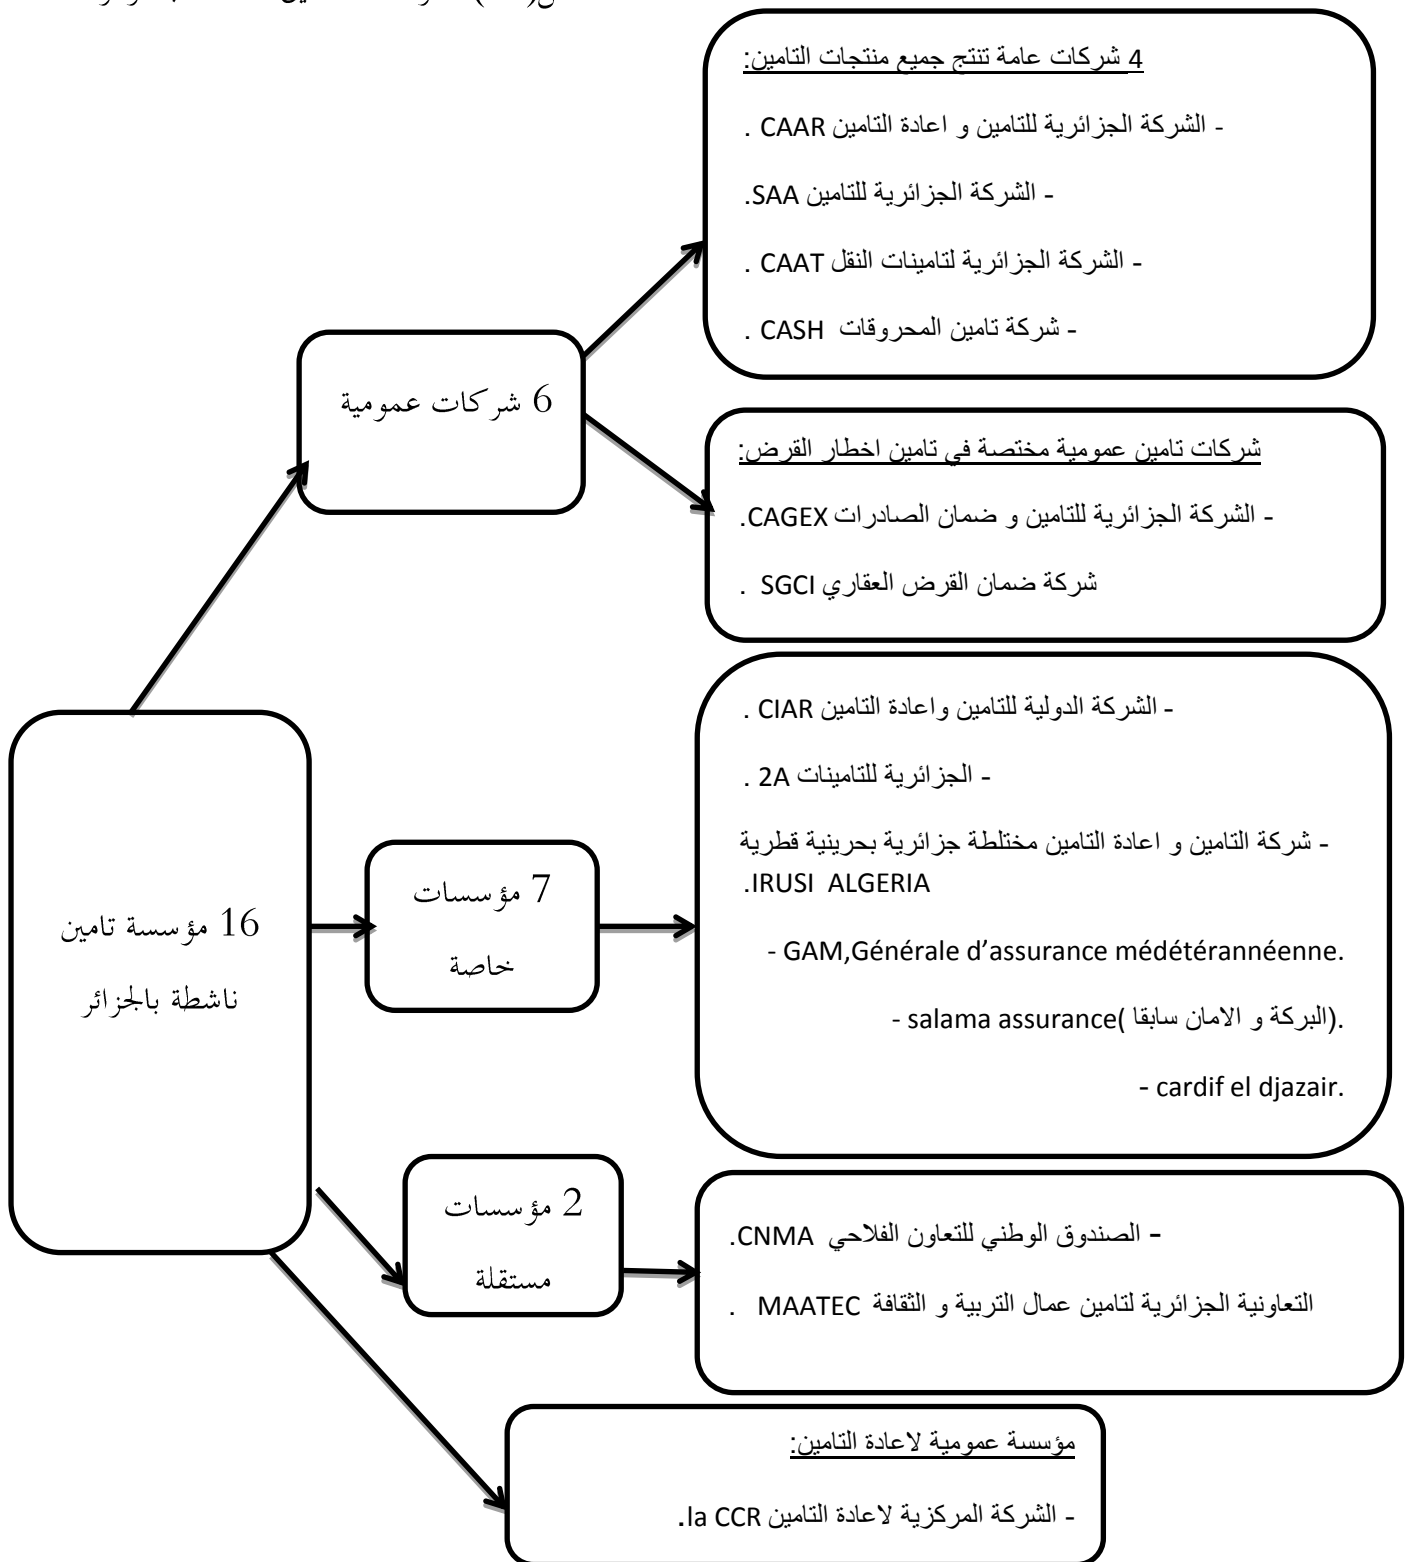 4 شركات عامة تنتج جميع منتجات التامين:
- الشركة الجزائرية للتامين و اعادة التامين CAAR .
- الشركة الجزائرية للتامين SAA.
- الشركة الجزائرية لتامينات النقل CAAT .
- شركة تامين المحروقات CASH .
6 شركات عمومية
شركات تامين عمومية مختصة في تامين اخطار القرض:
- الشركة الجزائرية للتامين و ضمان الصادرات CAGEX.
شركة ضمان القرض العقاري SGCI .
- الشركة الدولية للتامين واعادة التامين CIAR .
- الجزائرية للتامينات 2A .
- شركة التامين و اعادة التامين مختلطة جزائرية بحرينية قطرية
IRUSI ALGERIA.
- GAM,Générale d’assurance médétérannéenne.
- salama assurance( البركة و الامان سابقا).
- cardif el djazair.
7 مؤسسات
خاصة
16 مؤسسة تامين
ناشطة بالجزائر
2 مؤسسات
مستقلة
- الصندوق الوطني للتعاون الفلاحي CNMA.
التعاونية الجزائرية لتامين عمال التربية و الثقافة MAATEC .
مؤسسة عمومية لاعادة التامين:
- الشركة المركزية لاعادة التامين la CCR.